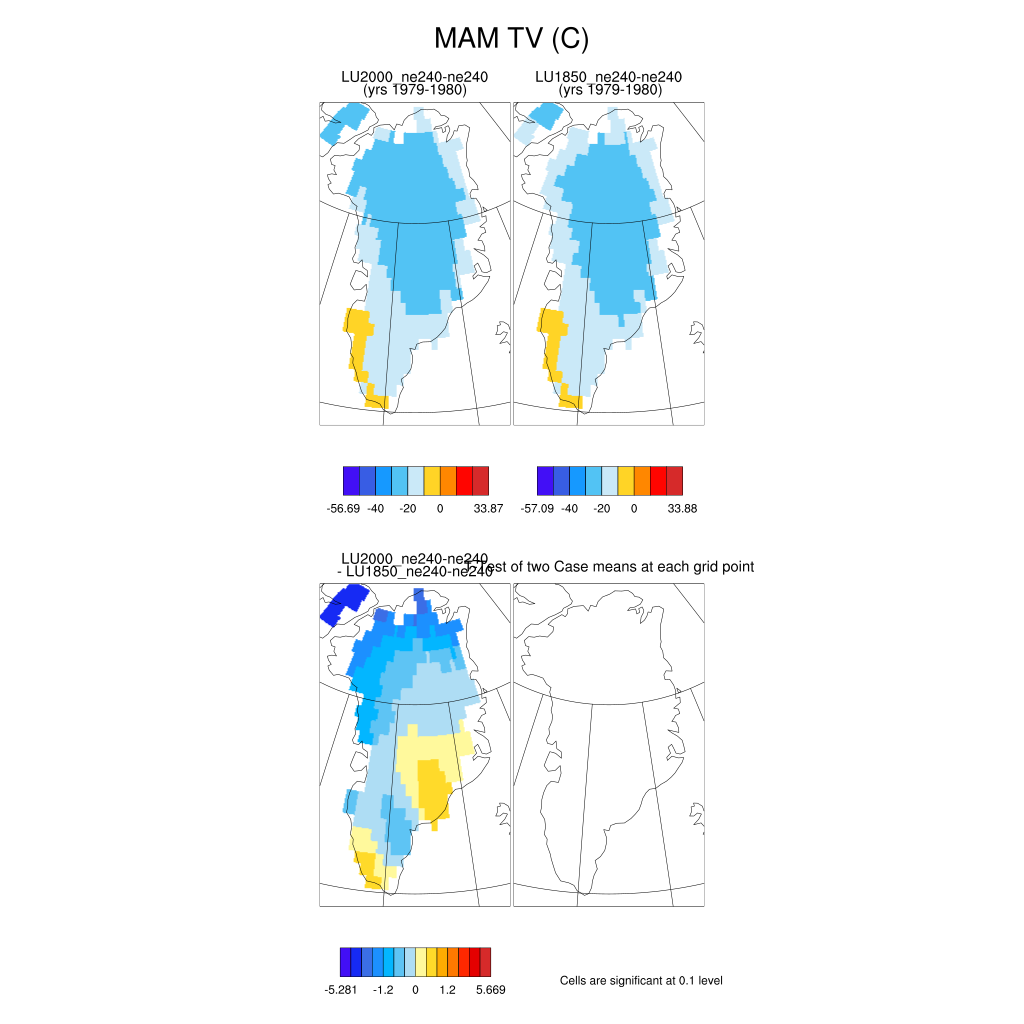 MAM TV (C)
LU2000_ne240-ne240
(yrs 1979-1980)
LU1850_ne240-ne240
(yrs 1979-1980)
-56.69 -40 -20 0 33.87
-57.09 -40 -20 0 33.88
LU2000_ne240-ne240
- LU1850_ne240-ne240
T-Test of two Case means at each grid point
-5.281 -1.2 0 1.2 5.669
Cells are significant at 0.1 level